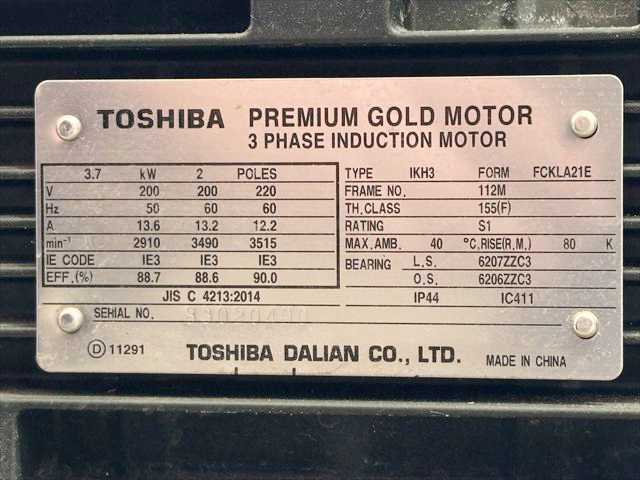 TOSHIBA PREMIUM GOLD MOTOR
3 PHASE INDUCTION MOTOR
3.7 kW 2 POLES
V 200 200 220
Hz 50 60 60
A 13.6 13.2 12.2
min⁻¹ 2910 3490 3515
IE CODE IE3 IE3 IE3
EFF.(%) 88.7 88.6 90.0
JIS C 4213:2014
TYPE IKH3 FORM FCKLA21E
FRAME NO. 112M
TH.CLASS 155(F)
RATING S1
MAX.AMB. 40 °C,RISE(R.M.) 80 K
BEARING L.S. 6207ZZC3
O.S. 6206ZZC3
IP44 IC411
SERIAL NO. 33020490
D 11291 TOSHIBA DALIAN CO., LTD. MADE IN CHINA